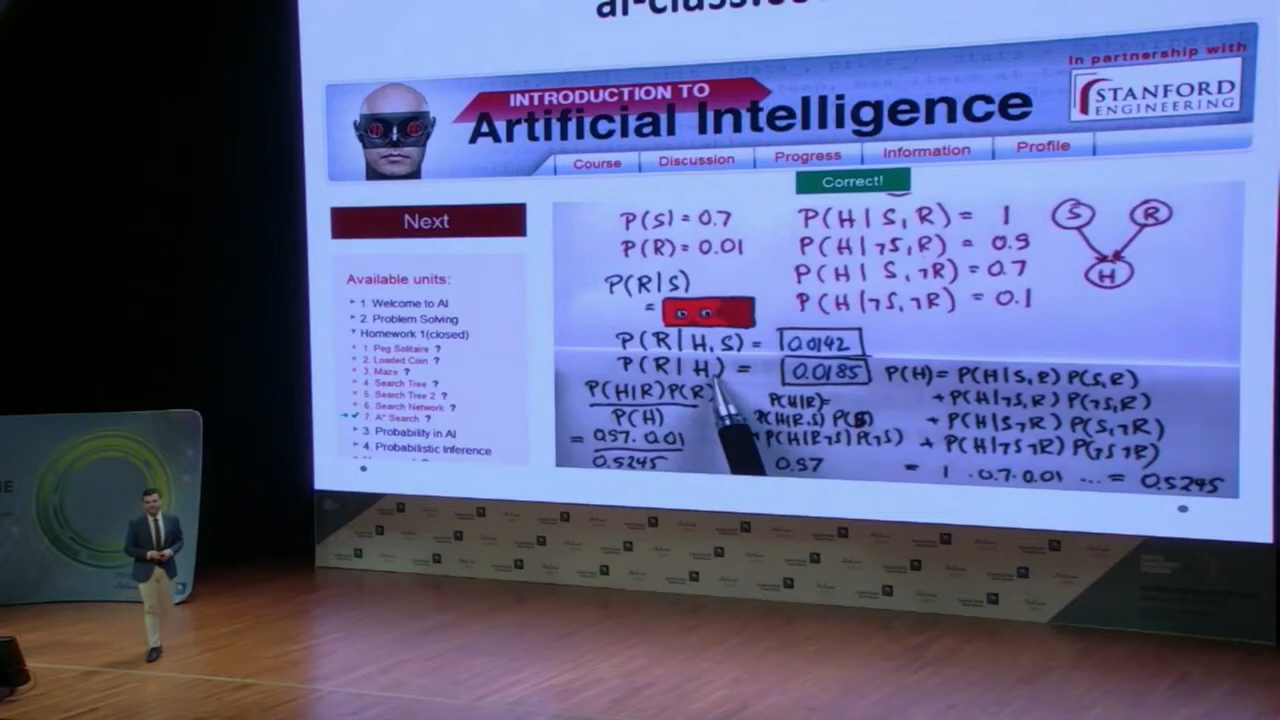 In partnership with
INTRODUCTION TO
Artificial Intelligence
STANFORD
ENGINEERING
Course Discussion Progress Information Profile
Correct!
Next
Available units:
1. Welcome to AI
2. Problem Solving
Homework 1(closed)
1. Peg Solitaire ?
2. Loaded Coin ?
3. Maze ?
4. Search Tree ?
5. Search Tree 2 ?
6. Search Network ?
7. A* Search ?
3. Probability in AI
4. Probabilistic Inference
P(S) = 0.7
P(R) = 0.01
P(H|S,R) = 1
P(H|¬S,R) = 0.9
P(H|S,¬R) = 0.7
P(H|¬S,¬R) = 0.1
S R
H
P(R|S)
=
P(R|H,S) = 0.0142
P(R|H) = 0.0185
P(H|R)P(R)
P(H)
= 0.97·0.01
0.5245
P(H|R)=
P(H|R,S) P(S)
+P(H|R¬S) P(¬S)
0.97
P(H) = P(H|S,R) P(S,R)
+P(H|¬S,R) P(¬S,R)
+P(H|S¬R) P(S,¬R)
+P(H|¬S¬R) P(¬S¬R)
= 1 ·0.7·0.01 ... = 0.5245